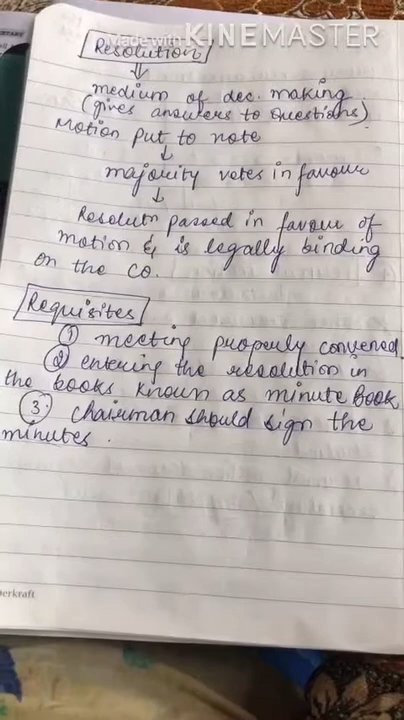 Made with KINEMASTER
Resolution
↓
medium of dec. making
(gives answers to Questions)
Motion put to note
↓
majority votes in favour
↓
Resolutn passed in favour of
motion & is legally binding
on the co.
Requisites
① meeting properly convened.
② entering the resolution in
the books known as minute Book
③ chairman should sign the
minutes.
perkraft